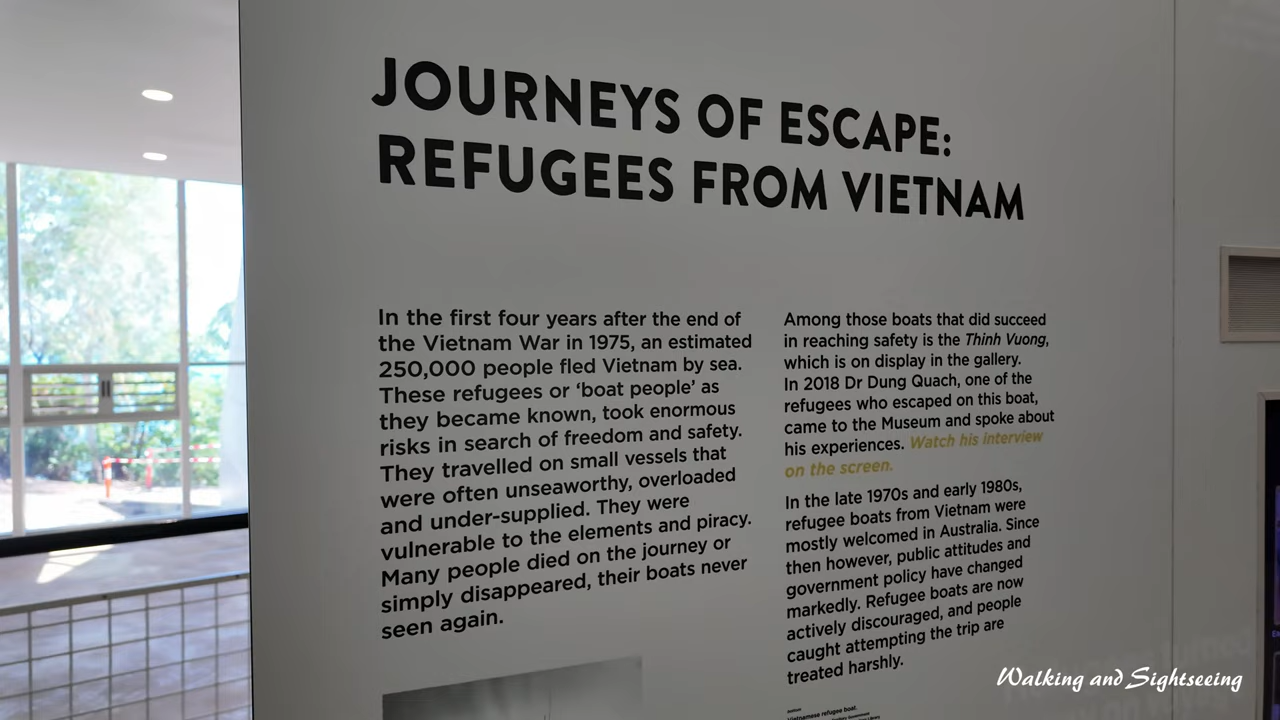 JOURNEYS OF ESCAPE:
REFUGEES FROM VIETNAM
In the first four years after the end of
the Vietnam War in 1975, an estimated
250,000 people fled Vietnam by sea.
These refugees or ‘boat people’ as
they became known, took enormous
risks in search of freedom and safety.
They travelled on small vessels that
were often unseaworthy, overloaded
and under-supplied. They were
vulnerable to the elements and piracy.
Many people died on the journey or
simply disappeared, their boats never
seen again.
Among those boats that did succeed
in reaching safety is the Thinh Vuong,
which is on display in the gallery.
In 2018 Dr Dung Quach, one of the
refugees who escaped on this boat,
came to the Museum and spoke about
his experiences. Watch his interview
on the screen.
In the late 1970s and early 1980s,
refugee boats from Vietnam were
mostly welcomed in Australia. Since
then however, public attitudes and
government policy have changed
markedly. Refugee boats are now
actively discouraged, and people
caught attempting the trip are
treated harshly.
Vietnamese refugee boat.
Walking and Sightseeing